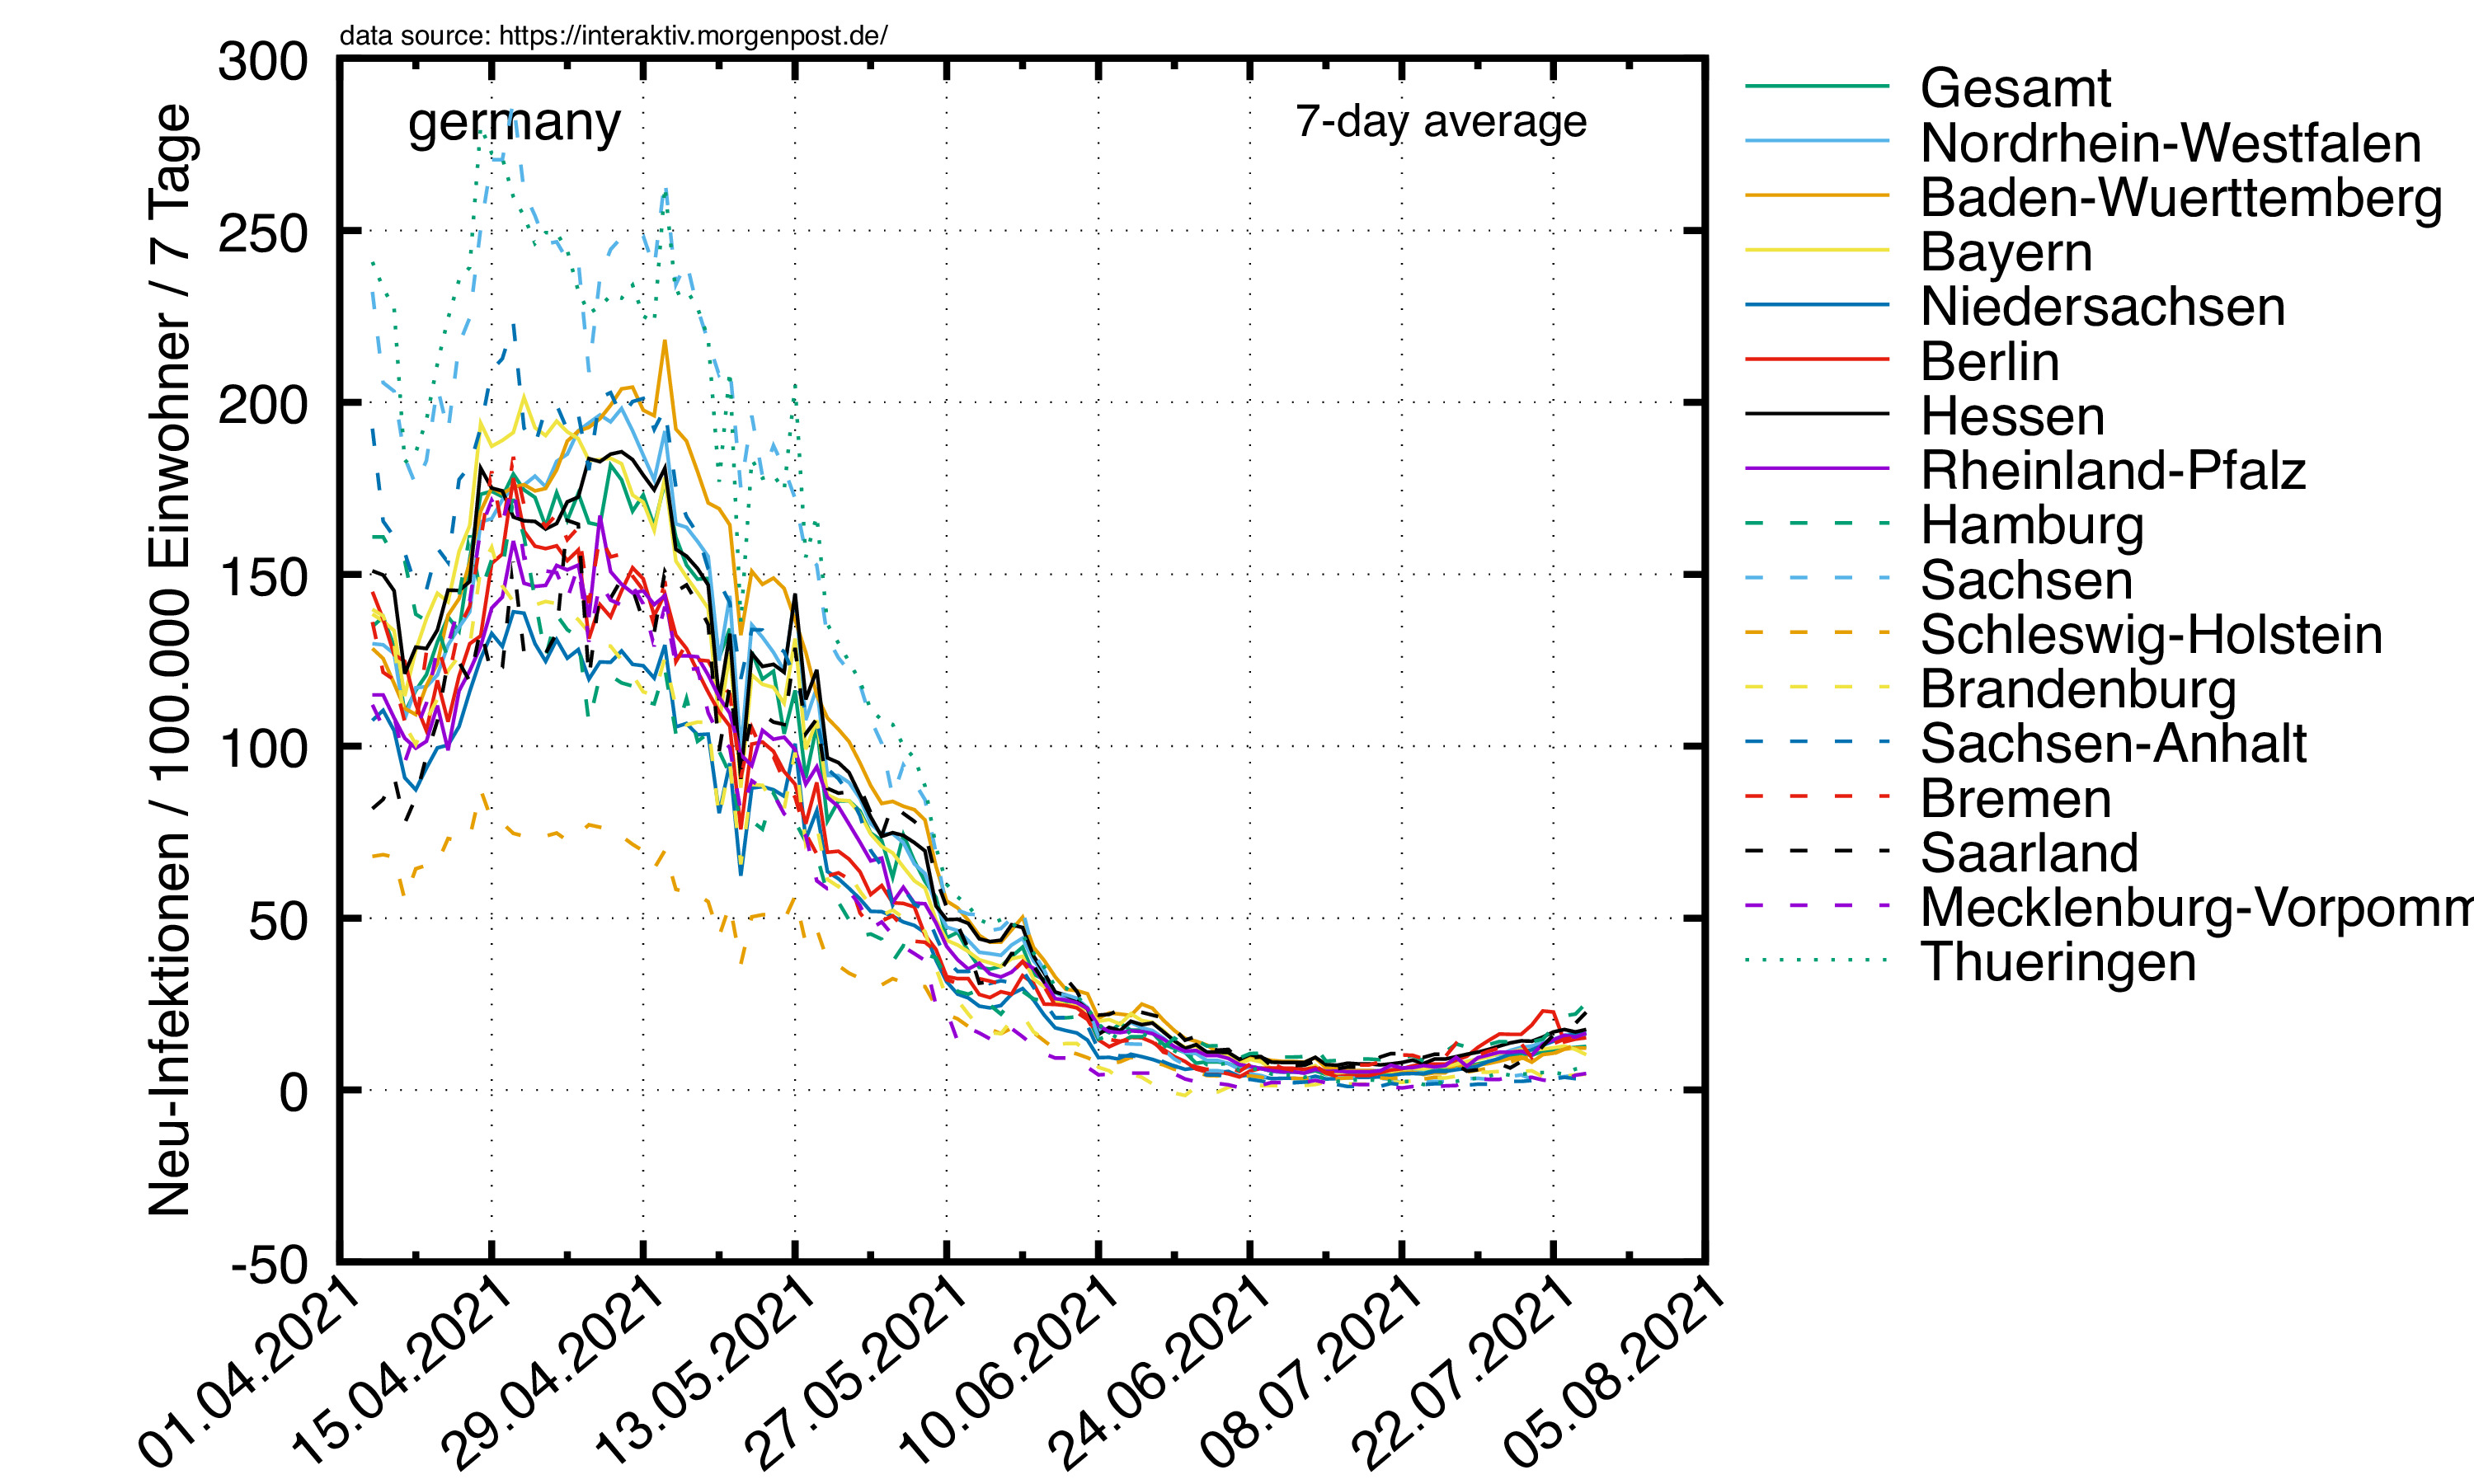 data source: https://interaktiv.morgenpost.de/
germany
7-day average
Neu-Infektionen / 100.000 Einwohner / 7 Tage
300
250
200
150
100
50
0
-50
01.04.2021
15.04.2021
29.04.2021
13.05.2021
27.05.2021
10.06.2021
24.06.2021
08.07.2021
22.07.2021
05.08.2021
Gesamt
Nordrhein-Westfalen
Baden-Wuerttemberg
Bayern
Niedersachsen
Berlin
Hessen
Rheinland-Pfalz
Hamburg
Sachsen
Schleswig-Holstein
Brandenburg
Sachsen-Anhalt
Bremen
Saarland
Mecklenburg-Vorpomm
Thueringen